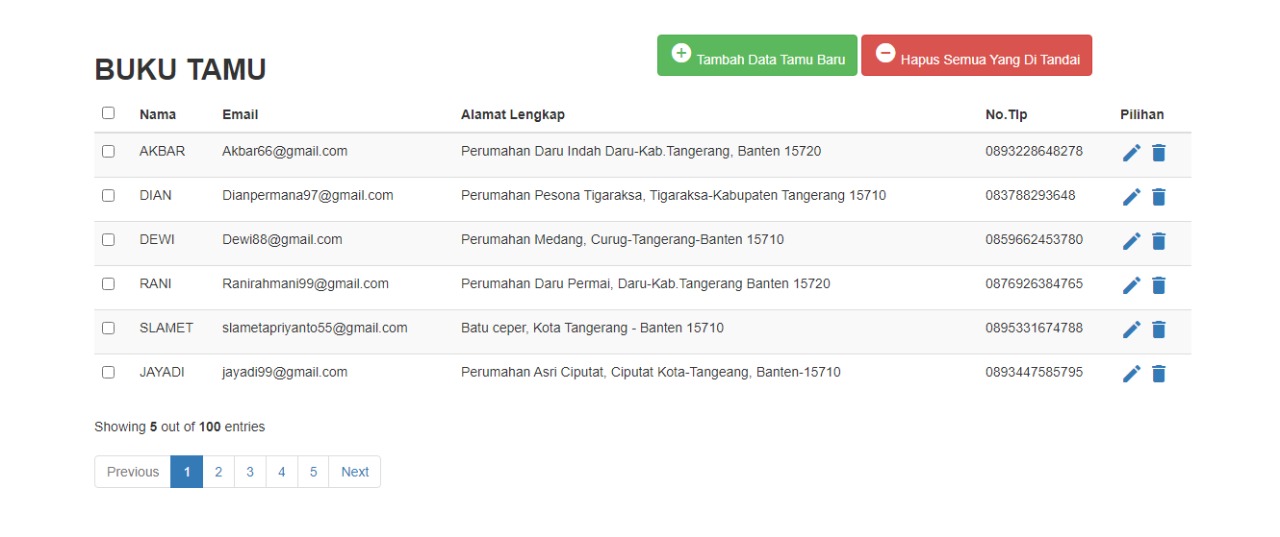 BUKU TAMU
Tambah Data Tamu Baru Hapus Semua Yang Di Tandai
Nama Email Alamat Lengkap No.Tlp Pilihan
AKBAR Akbar66@gmail.com Perumahan Daru Indah Daru-Kab.Tangerang, Banten 15720 0893228648278
DIAN Dianpermana97@gmail.com Perumahan Pesona Tigaraksa, Tigaraksa-Kabupaten Tangerang 15710 083788293648
DEWI Dewi88@gmail.com Perumahan Medang, Curug-Tangerang-Banten 15710 0859662453780
RANI Ranirahmani99@gmail.com Perumahan Daru Permai, Daru-Kab.Tangerang Banten 15720 0876926384765
SLAMET slametapriyanto55@gmail.com Batu ceper, Kota Tangerang - Banten 15710 0895331674788
JAYADI jayadi99@gmail.com Perumahan Asri Ciputat, Ciputat Kota-Tangeang, Banten-15710 0893447585795
Showing 5 out of 100 entries
Previous 1 2 3 4 5 Next